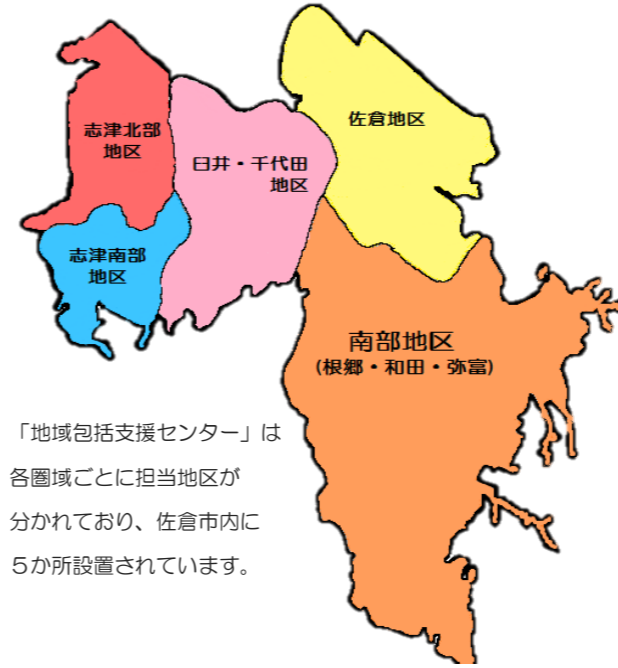 志津北部
地区
臼井・千代田
地区
佐倉地区
志津南部
地区
南部地区
(根郷・和田・弥富)
「地域包括支援センター」は
各圏域ごとに担当地区が
分かれており、佐倉市内に
５か所設置されています。